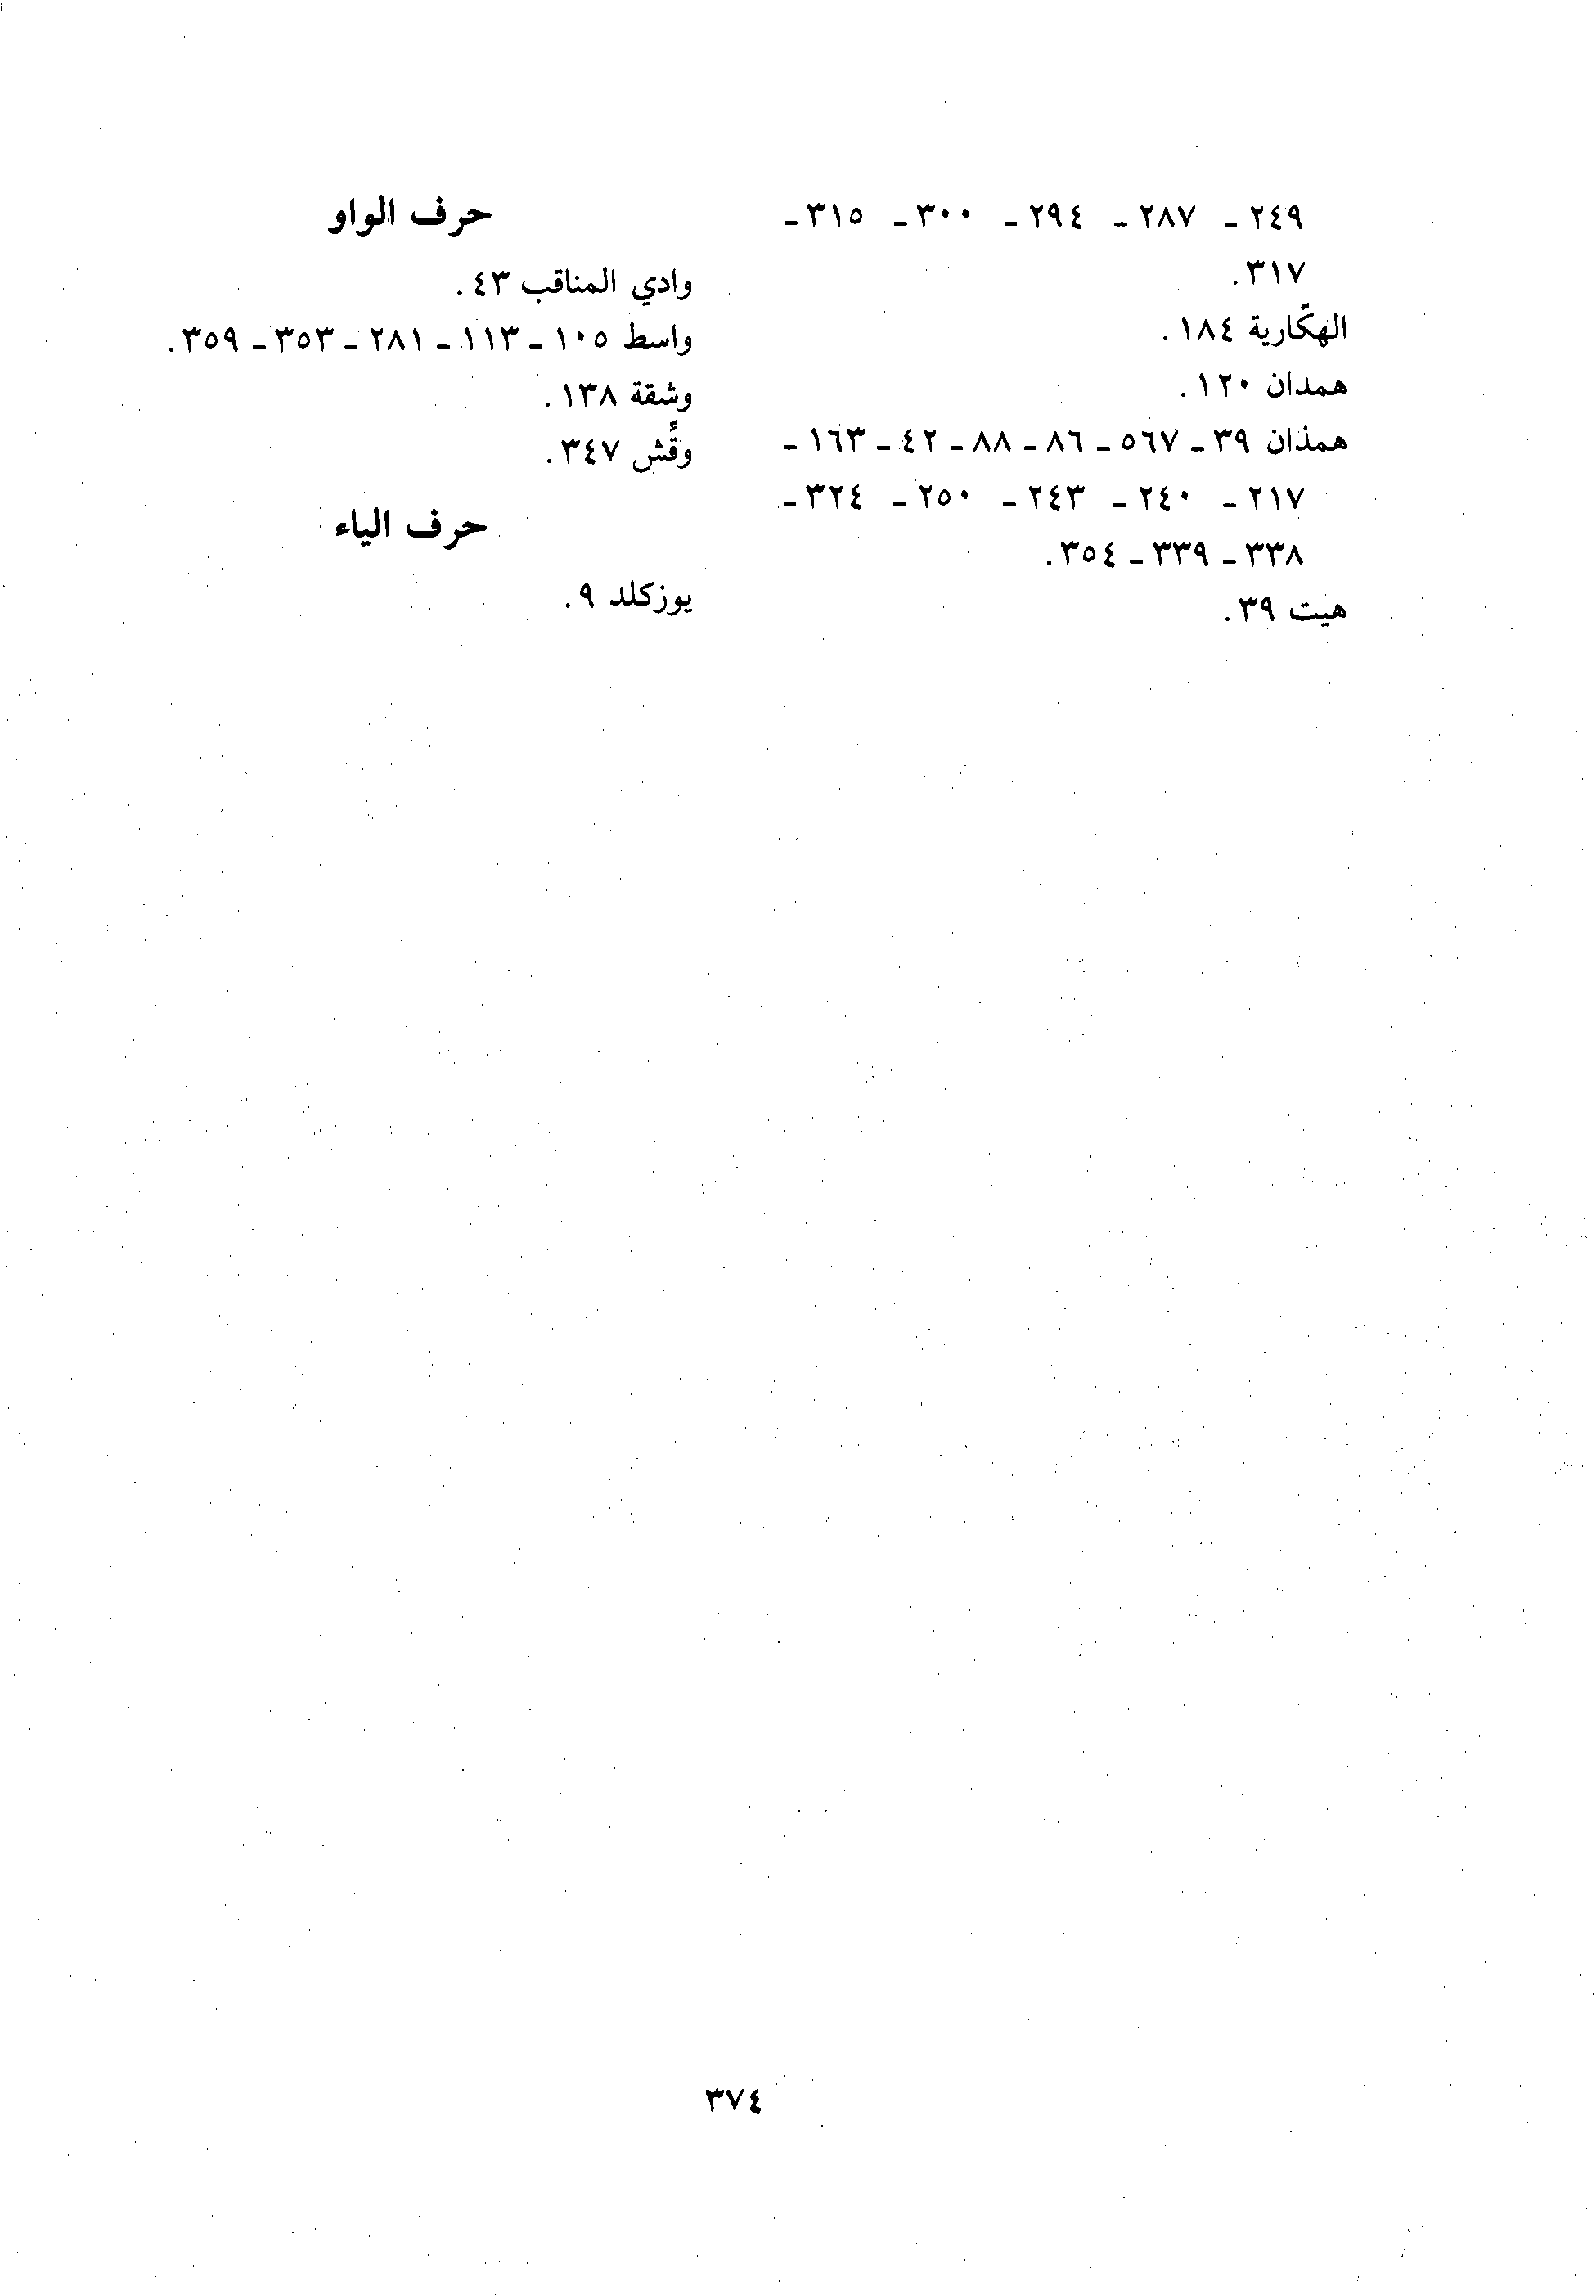 ٢٤٩ - ٢٨٧ - ٢٩٤ - ٣٠٠ - ٣١٥ -
٣١٧.
الهكّارية ١٨٤.
همدان ١٢٠.
همذان ٣٩ - ٥٦٧ - ٨٦ - ٨٨ - ٤٢ - ١٦٣ -
٢١٧ - ٢٤٠ - ٢٤٣ - ٢٥٠ - ٣٢٤ -
٣٣٨ - ٣٣٩ - ٣٥٤.
هيت ٣٩.
حرف الواو
وادي المناقب ٤٣.
واسط ١٠٥ - ١١٣ - ٢٨١ - ٣٥٣ - ٣٥٩.
وشقة ١٣٨.
وقَّش ٣٤٧.
حرف الياء
يوزكلد ٩.
٣٧٤